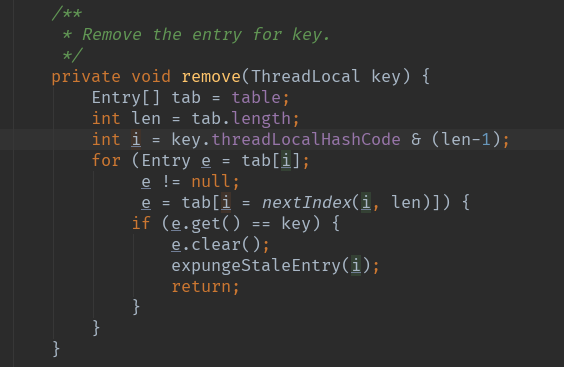 /**
 * Remove the entry for key.
 */
private void remove(ThreadLocal key) {
    Entry[] tab = table;
    int len = tab.length;
    int i = key.threadLocalHashCode & (len-1);
    for (Entry e = tab[i];
         e != null;
         e = tab[i = nextIndex(i, len)]) {
        if (e.get() == key) {
            e.clear();
            expungeStaleEntry(i);
            return;
        }
    }
}